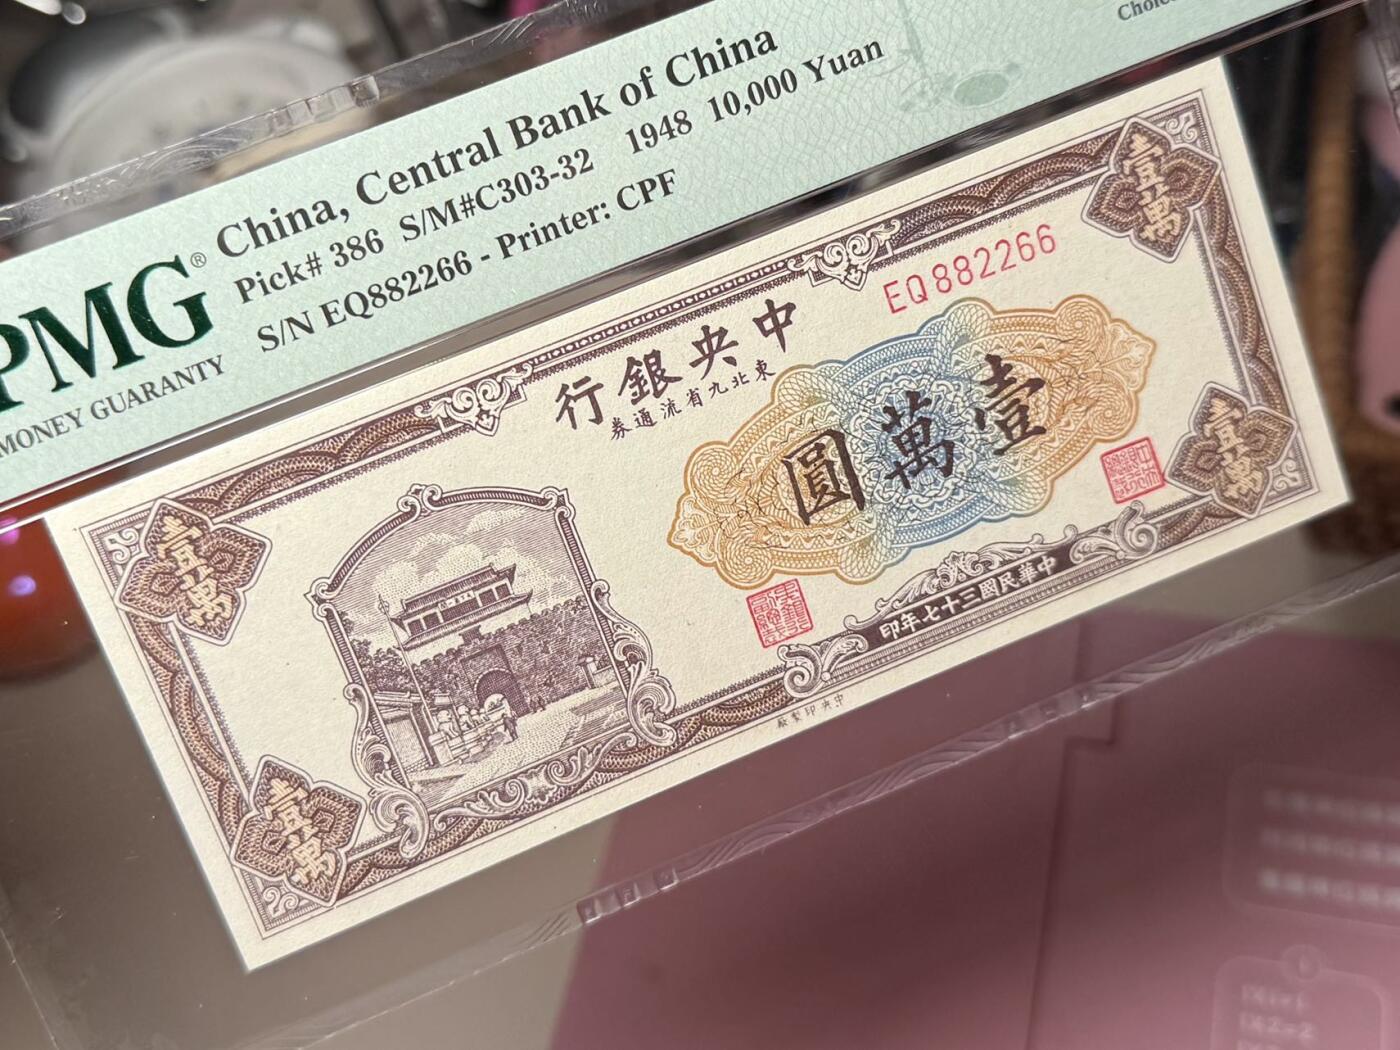 Choice
China, Central Bank of China
Pick# 386 S/M#C303-32 1948 10,000 Yuan
S/N EQ882266 - Printer: CPF
PMG®
MONEY GUARANTY
壹萬
EQ882266
行銀央中
券通流省九北東
圓萬壹
壹萬
壹萬
印年七十三國民華中
廠製印央中
壹萬